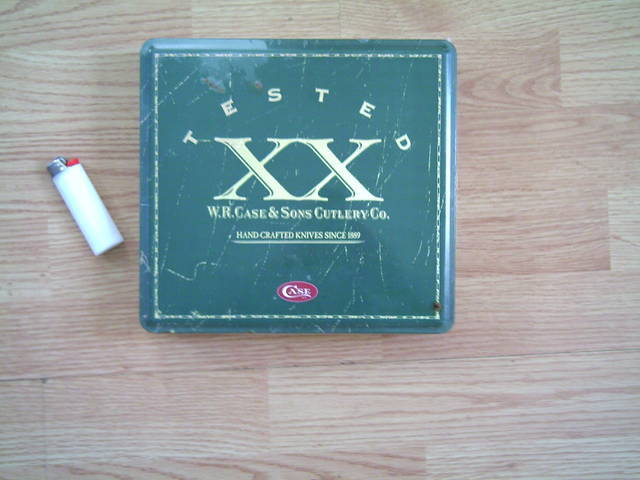 TESTED
XX
W.R. CASE & SONS CUTLERY CO.
HAND-CRAFTED KNIVES SINCE 1889
CASE